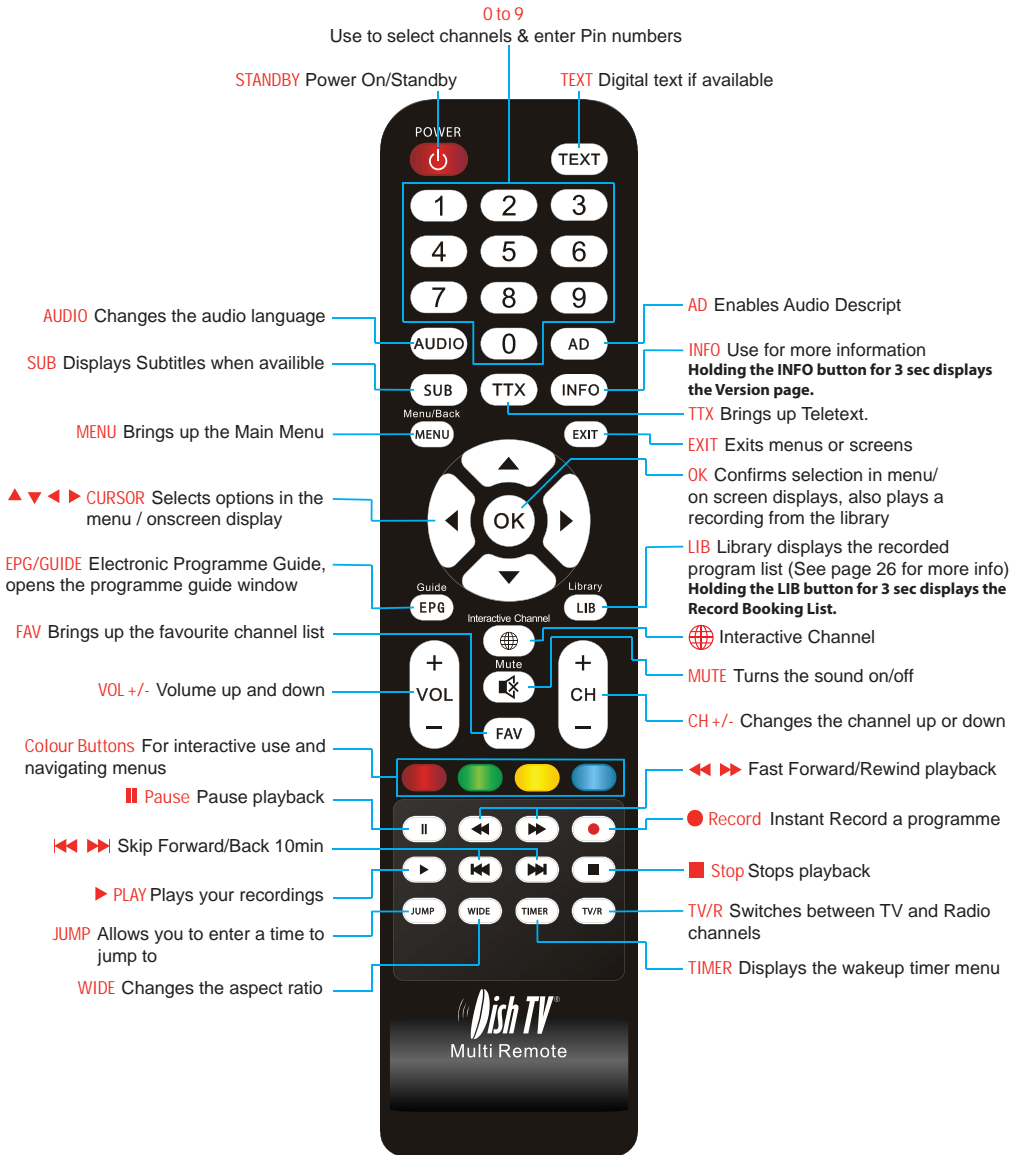 0 to 9
Use to select channels & enter Pin numbers
STANDBY Power On/Standby
TEXT Digital text if available
POWER
TEXT
1 2 3
4 5 6
7 8 9
AUDIO 0 AD
SUB TTX INFO
Menu/Back
MENU EXIT
OK
Guide
EPG
Library
LIB
Interactive Channel
+ VOL −
Mute
+ CH −
FAV
JUMP WIDE TIMER TV/R
Dish TV®
Multi Remote
AUDIO Changes the audio language
SUB Displays Subtitles when availible
MENU Brings up the Main Menu
▲ ▼ ◀ ▶ CURSOR Selects options in the
menu / onscreen display
EPG/GUIDE Electronic Programme Guide,
opens the programme guide window
FAV Brings up the favourite channel list
VOL +/- Volume up and down
Colour Buttons For interactive use and
navigating menus
Pause Pause playback
Skip Forward/Back 10min
PLAY Plays your recordings
JUMP Allows you to enter a time to
jump to
WIDE Changes the aspect ratio
AD Enables Audio Descript
INFO Use for more information
Holding the INFO button for 3 sec displays
the Version page.
TTX Brings up Teletext.
EXIT Exits menus or screens
OK Confirms selection in menu/
on screen displays, also plays a
recording from the library
LIB Library displays the recorded
program list (See page 26 for more info)
Holding the LIB button for 3 sec displays the
Record Booking List.
Interactive Channel
MUTE Turns the sound on/off
CH +/- Changes the channel up or down
Fast Forward/Rewind playback
Record Instant Record a programme
Stop Stops playback
TV/R Switches between TV and Radio
channels
TIMER Displays the wakeup timer menu